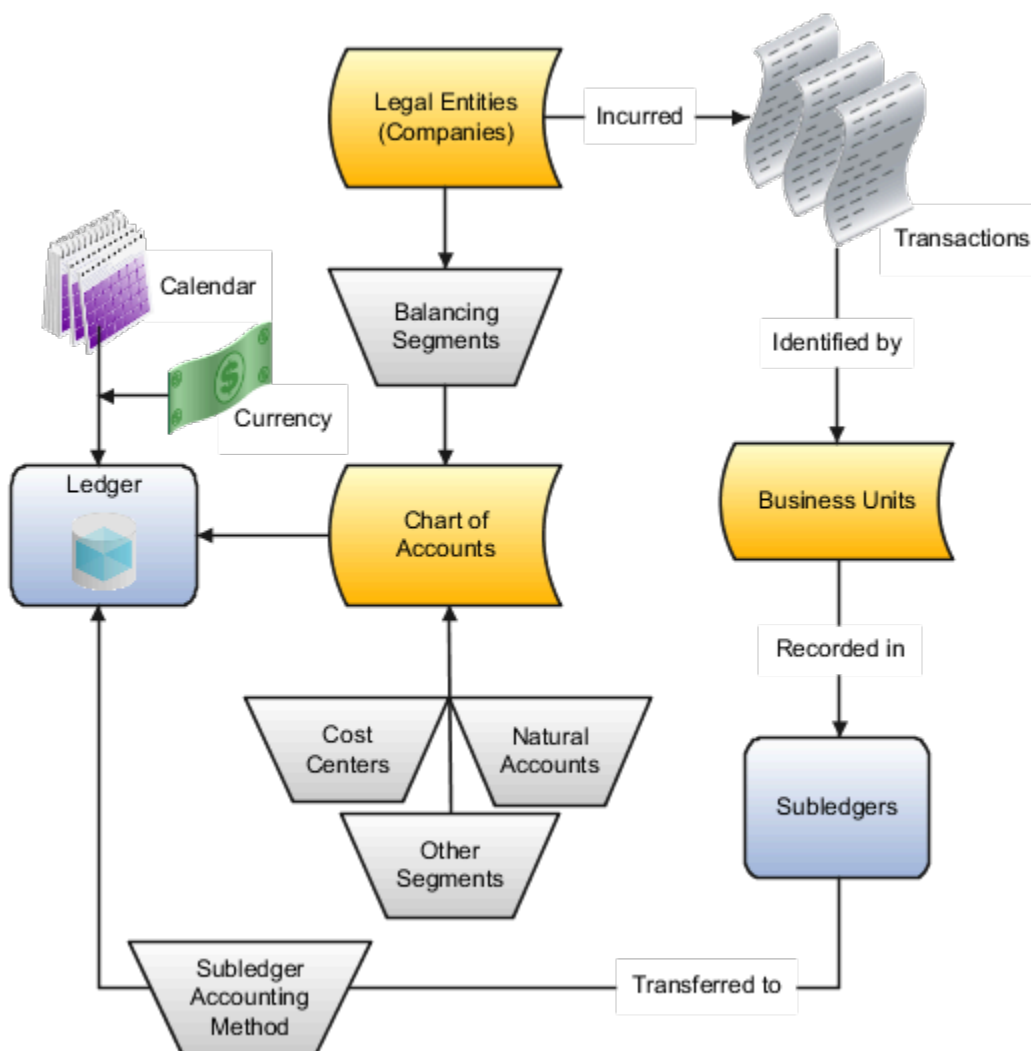 Legal Entities
(Companies)
Incurred
Transactions
Calendar
Balancing
Segments
Identified by
Currency
Ledger
Chart of
Accounts
Business Units
Recorded in
Cost
Centers
Natural
Accounts
Subledgers
Other
Segments
Subledger
Accounting
Method
Transferred to